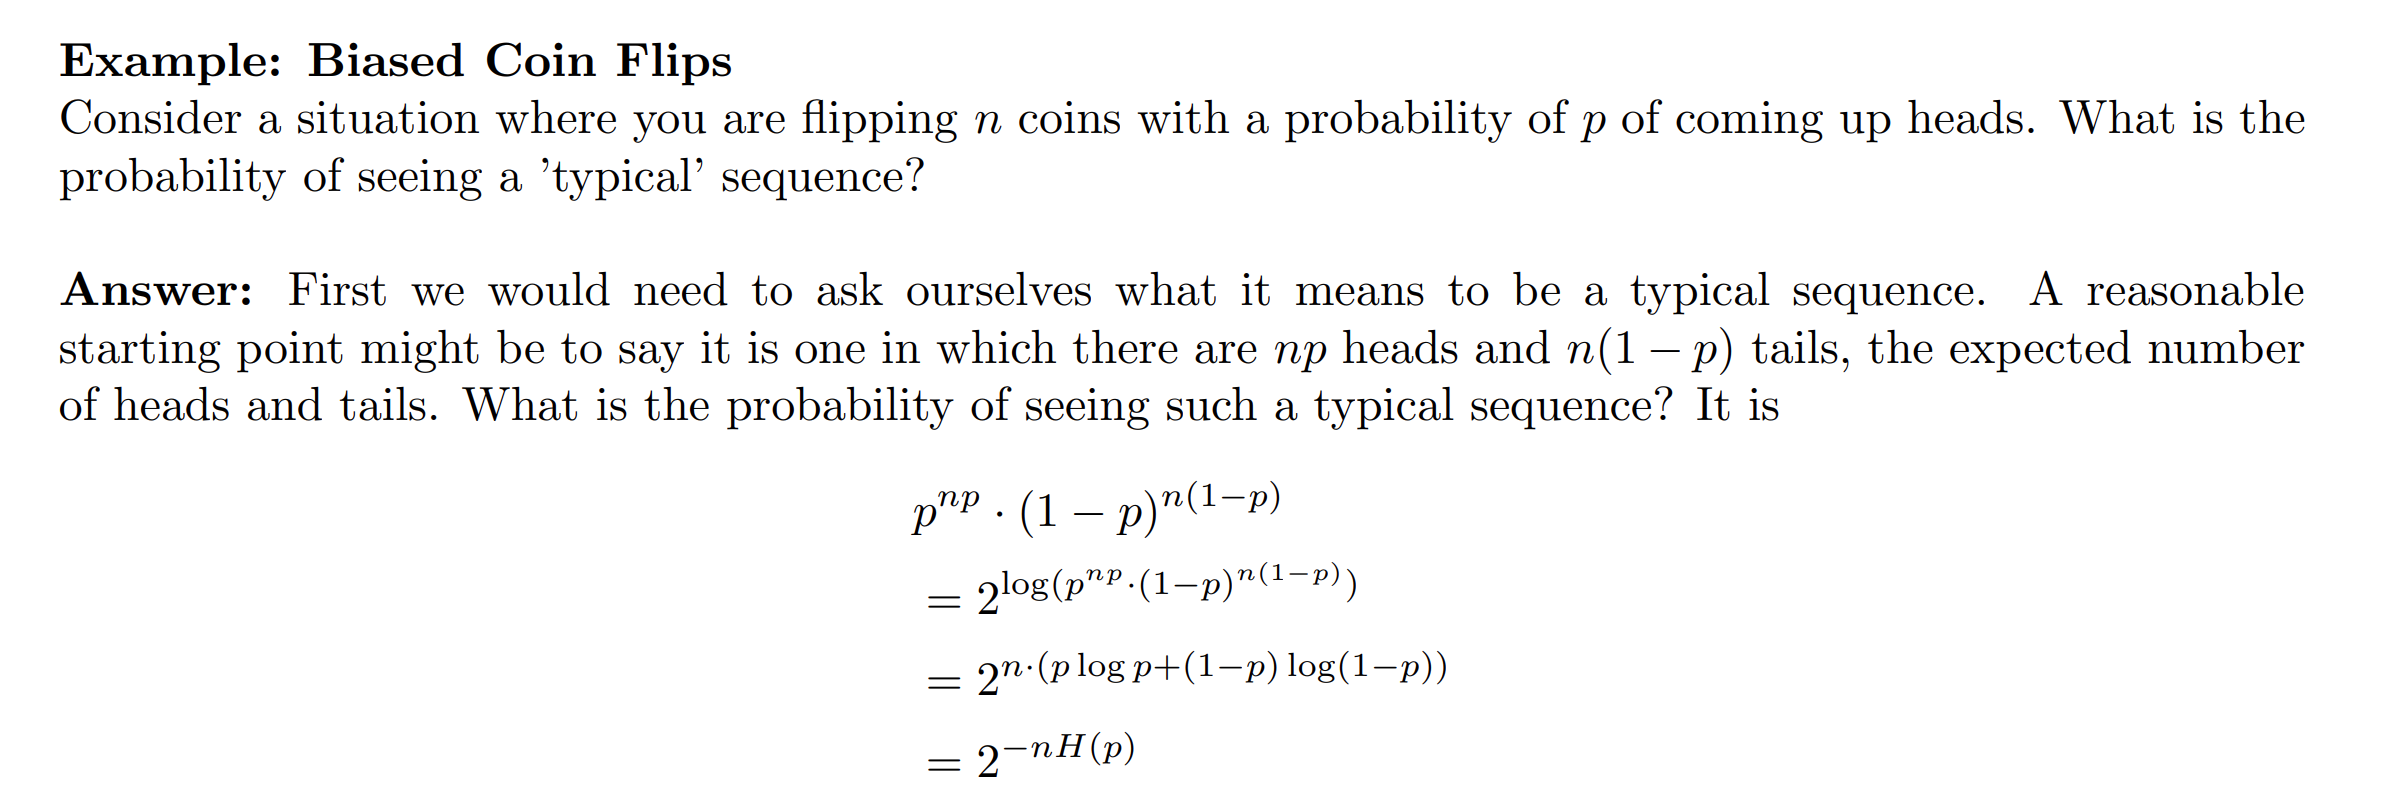 Example: Biased Coin Flips
Consider a situation where you are flipping n coins with a probability of p of coming up heads. What is the
probability of seeing a ’typical’ sequence?
Answer: First we would need to ask ourselves what it means to be a typical sequence. A reasonable
starting point might be to say it is one in which there are np heads and n(1 − p) tails, the expected number
of heads and tails. What is the probability of seeing such a typical sequence? It is
p^{np} · (1 − p)^{n(1−p)}
= 2^{log(p^{np}·(1−p)^{n(1−p)})}
= 2^{n·(p log p+(1−p) log(1−p))}
= 2^{−nH(p)}